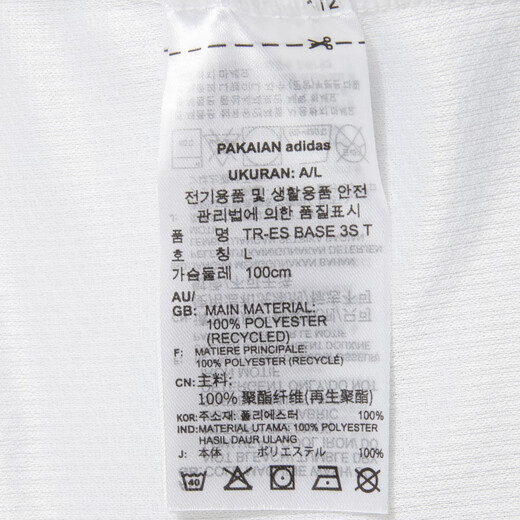 PAKAIAN adidas
UKURAN: A/L
전기용품 및 생활용품 안전
관리법에 의한 품질표시
품 명 TR-ES BASE 3S T
호 칭 L
가슴둘레 100cm
AU/
GB: MAIN MATERIAL:
100% POLYESTER
(RECYCLED)
F: MATIERE PRINCIPALE:
100% POLYESTER (RECYCLÉ)
CN: 主料:
100% 聚酯纤维(再生聚酯)
KOR: 주소재: 폴리에스터 100%
IND: MATERIAL UTAMA: 100% POLYESTER
HASIL DAUR ULANG
J: 本体 ポリエステル 100%
40